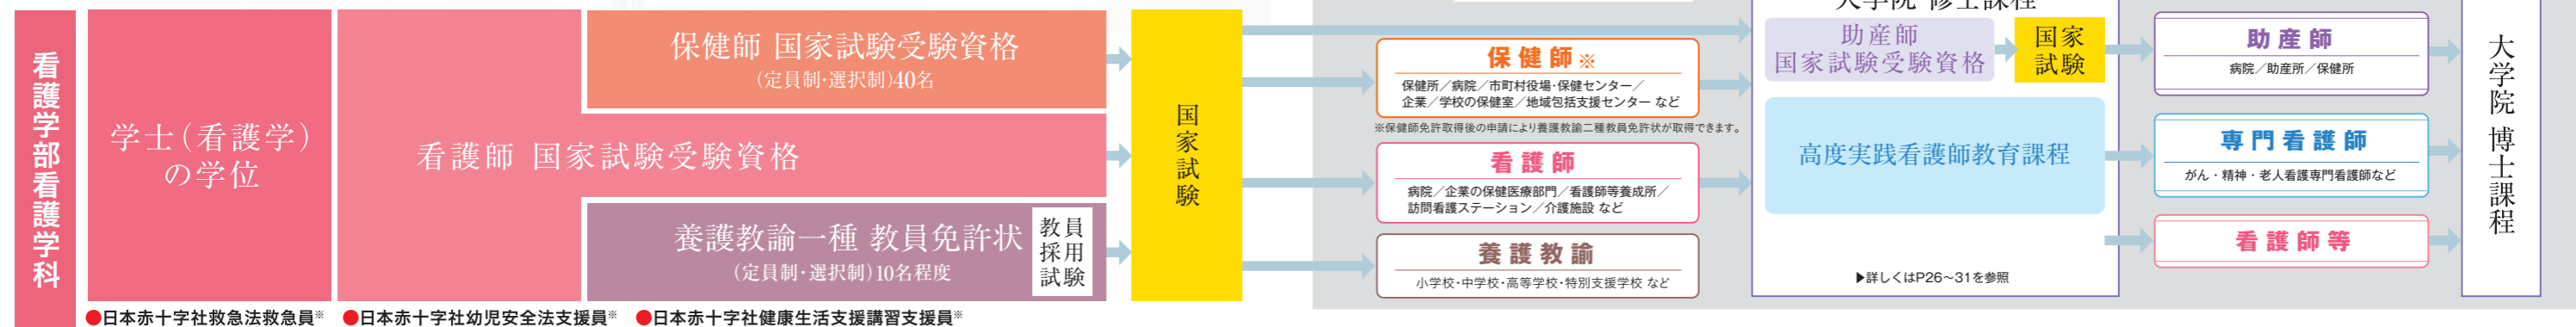 看護学部看護学科
学士(看護学)
の学位
保健師 国家試験受験資格
(定員制・選択制)40名
看護師 国家試験受験資格
養護教諭一種 教員免許状
(定員制・選択制)10名程度
教員
採用
試験
国家試験
保健師※
保健所／病院／市町村役場・保健センター／
企業／学校の保健室／地域包括支援センター など
※保健師免許取得後の申請により養護教諭二種教員免許状が取得できます。
看護師
病院／企業の保健医療部門／看護師等養成所／
訪問看護ステーション／介護施設 など
養護教諭
小学校・中学校・高等学校・特別支援学校 など
大学院 修士課程
助産師
国家試験受験資格
国家
試験
高度実践看護師教育課程
▶詳しくはP26〜31を参照
助産師
病院／助産所／保健所
専門看護師
がん・精神・老人看護専門看護師など
看護師等
大学院 博士課程
●日本赤十字社救急法救急員※ ●日本赤十字社幼児安全法支援員※ ●日本赤十字社健康生活支援講習支援員※